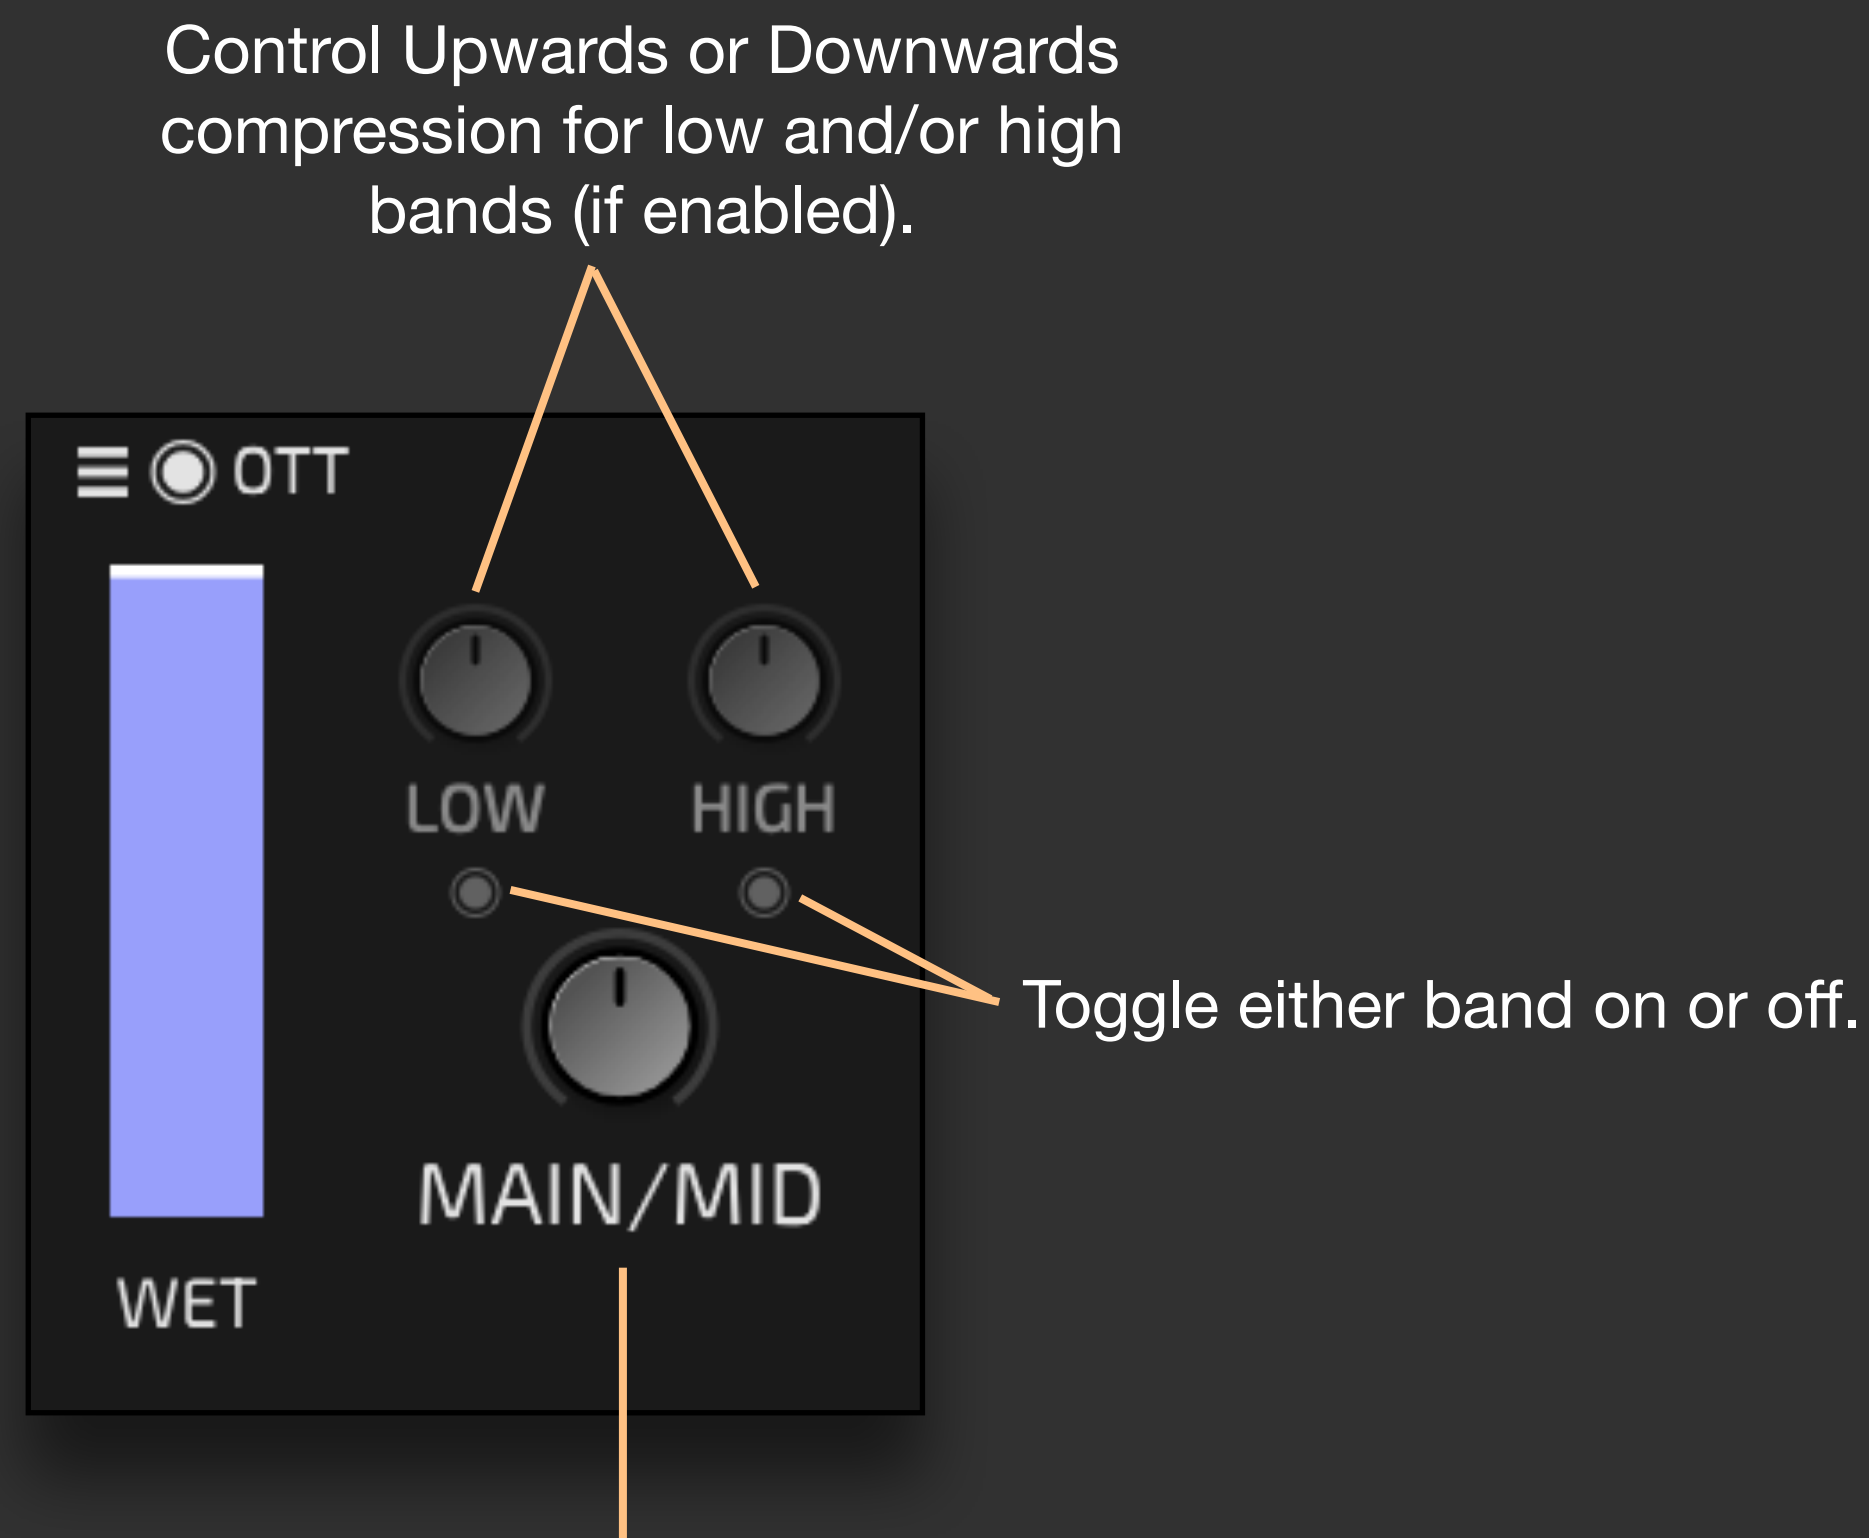 Control Upwards or Downwards
compression for low and/or high
bands (if enabled).
OTT
LOW
HIGH
Toggle either band on or off.
MAIN/MID
WET